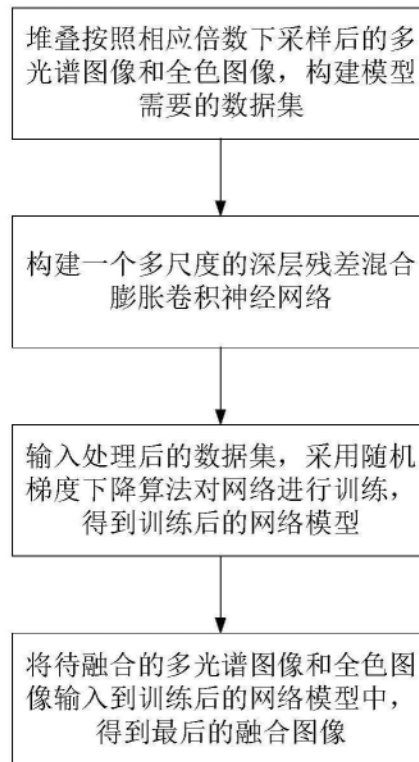 堆叠按照相应倍数下采样后的多
光谱图像和全色图像，构建模型
需要的数据集
构建一个多尺度的深层残差混合
膨胀卷积神经网络
输入处理后的数据集，采用随机
梯度下降算法对网络进行训练，
得到训练后的网络模型
将待融合的多光谱图像和全色图
像输入到训练后的网络模型中，
得到最后的融合图像